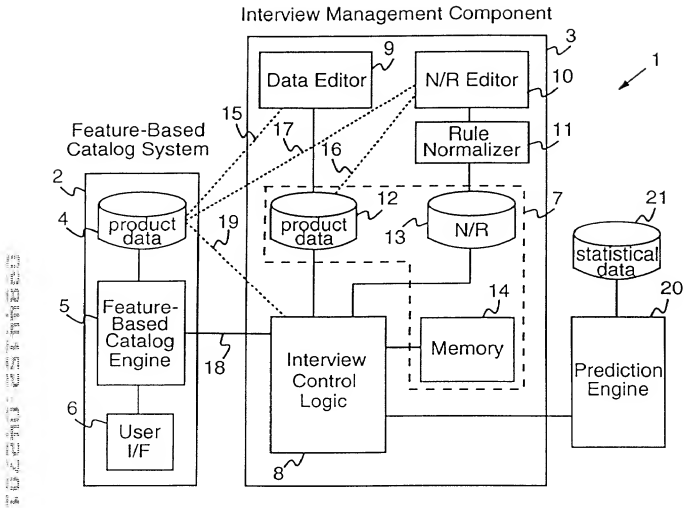 Interview Management Component
3
9
Data Editor
N/R Editor
10
1
15
17
16
Rule
Normalizer
11
Feature-Based
Catalog System
2
4
product
data
19
12
product
data
13
N/R
7
21
statistical
data
5
Feature-
Based
Catalog
Engine
18
Interview
Control
Logic
8
14
Memory
20
Prediction
Engine
6
User
I/F